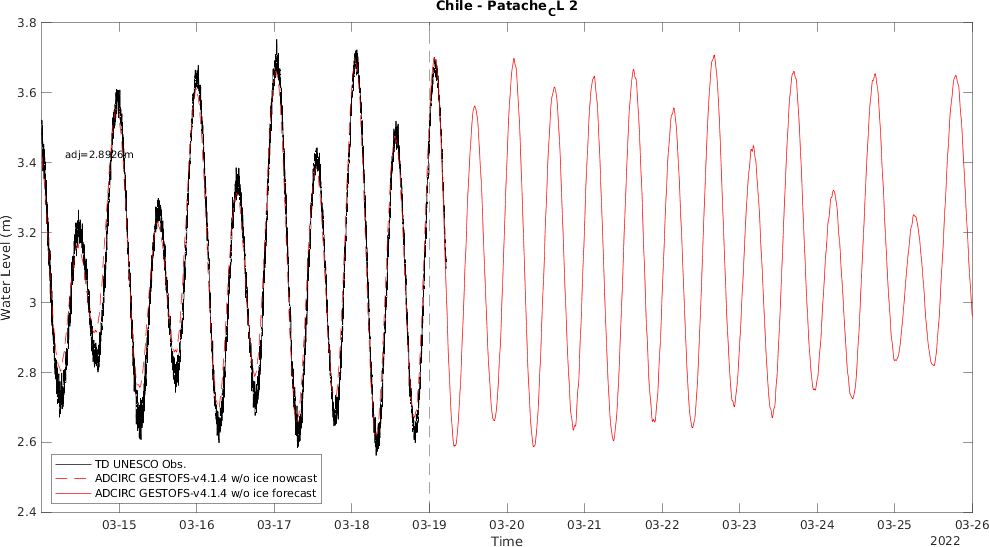 Chile - Patache_CL 2
3.8
3.6
3.4
3.2
3
2.8
2.6
2.4
Water Level (m)
adj=2.8926m
TD UNESCO Obs.
ADCIRC GESTOFS-v4.1.4 w/o ice nowcast
ADCIRC GESTOFS-v4.1.4 w/o ice forecast
03-15 03-16 03-17 03-18 03-19 03-20 03-21 03-22 03-23 03-24 03-25 03-26
Time
2022